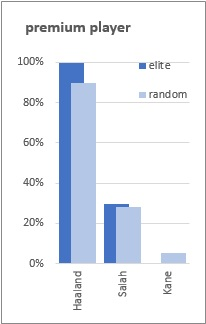 premium player
100%
elite
random
80%
60%
40%
20%
0%
Haaland
Salah
Kane